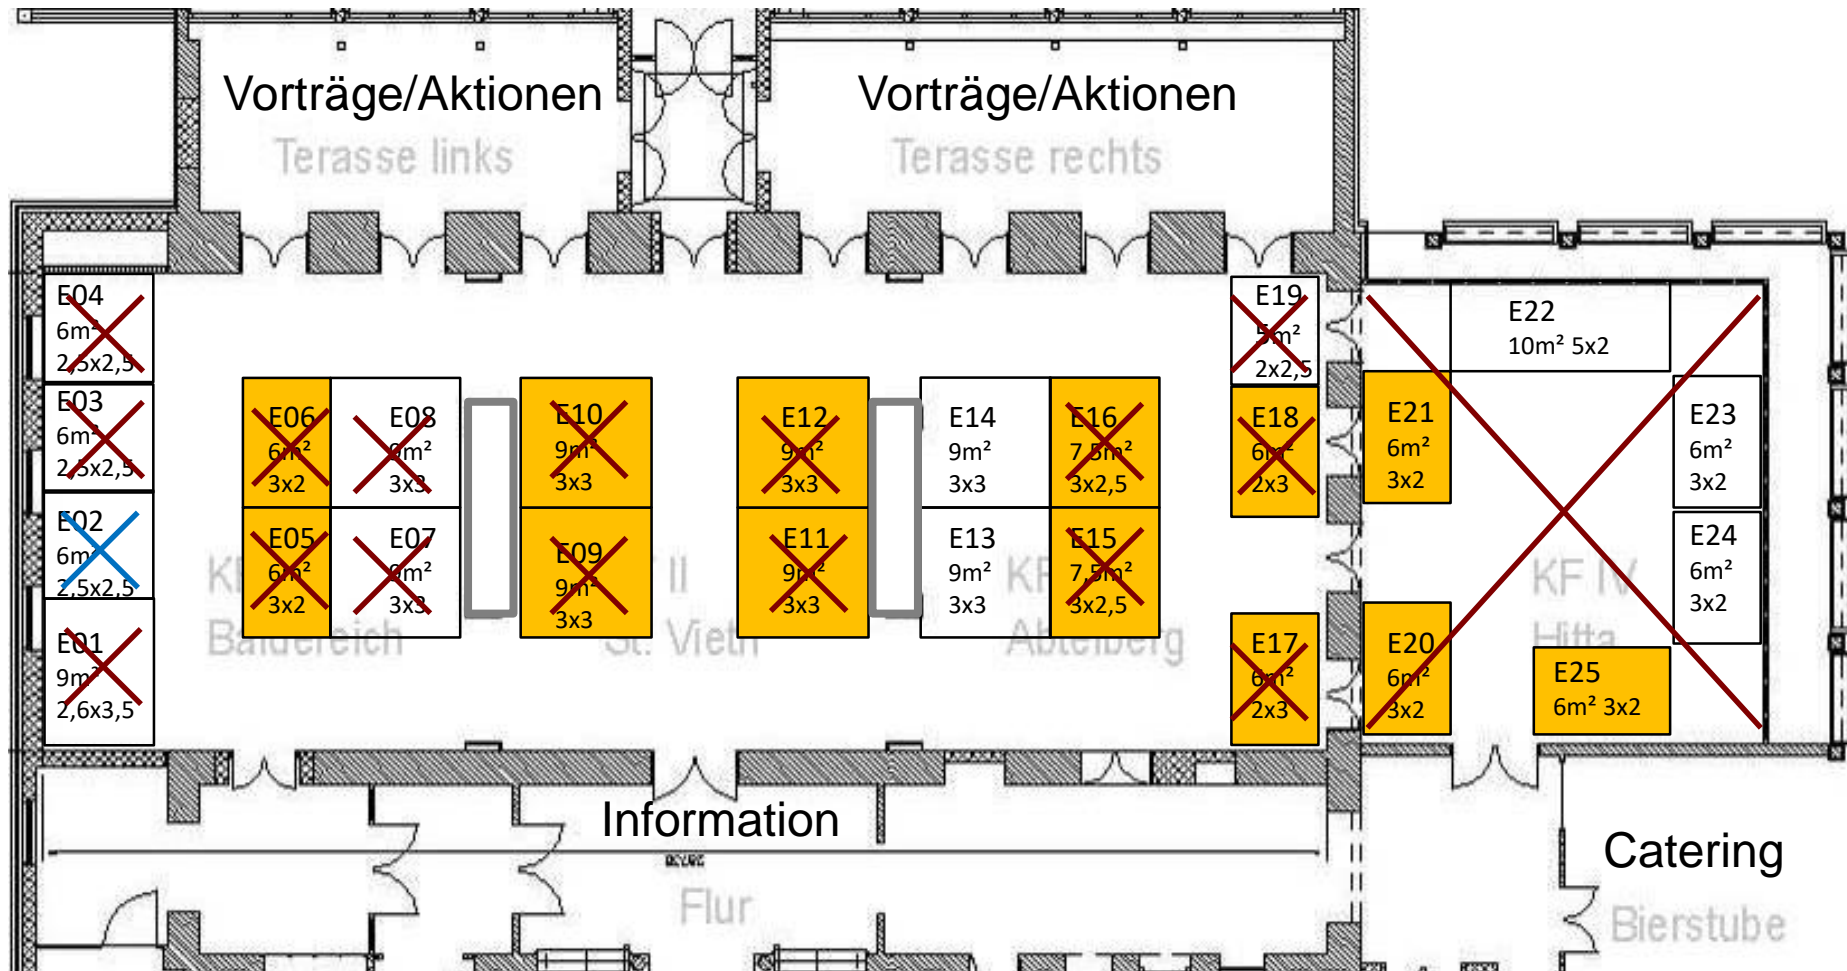 Vorträge/Aktionen
Vorträge/Aktionen
Terasse links
Terasse rechts
E04
6m²
2,5x2,5
E03
6m²
2,5x2,5
E02
6m²
2,5x2,5
E01
9m²
2,6x3,5
E06
6m²
3x2
E08
9m²
3x3
E05
6m²
3x2
E07
9m²
3x3
E10
9m²
3x3
E09
9m²
3x3
E12
9m²
3x3
E11
9m²
3x3
E14
9m²
3x3
E13
9m²
3x3
E16
7,5m²
3x2,5
E15
7,5m²
3x2,5
E19
5m²
2x2,5
E18
6m²
2x3
E17
6m²
2x3
E22
10m² 5x2
E21
6m²
3x2
E23
6m²
3x2
E24
6m²
3x2
E20
6m²
3x2
E25
6m² 3x2
Baldereich
II
St. Vieth
Abteiberg
KF IV
Hitta
Information
Flur
Catering
Bierstube